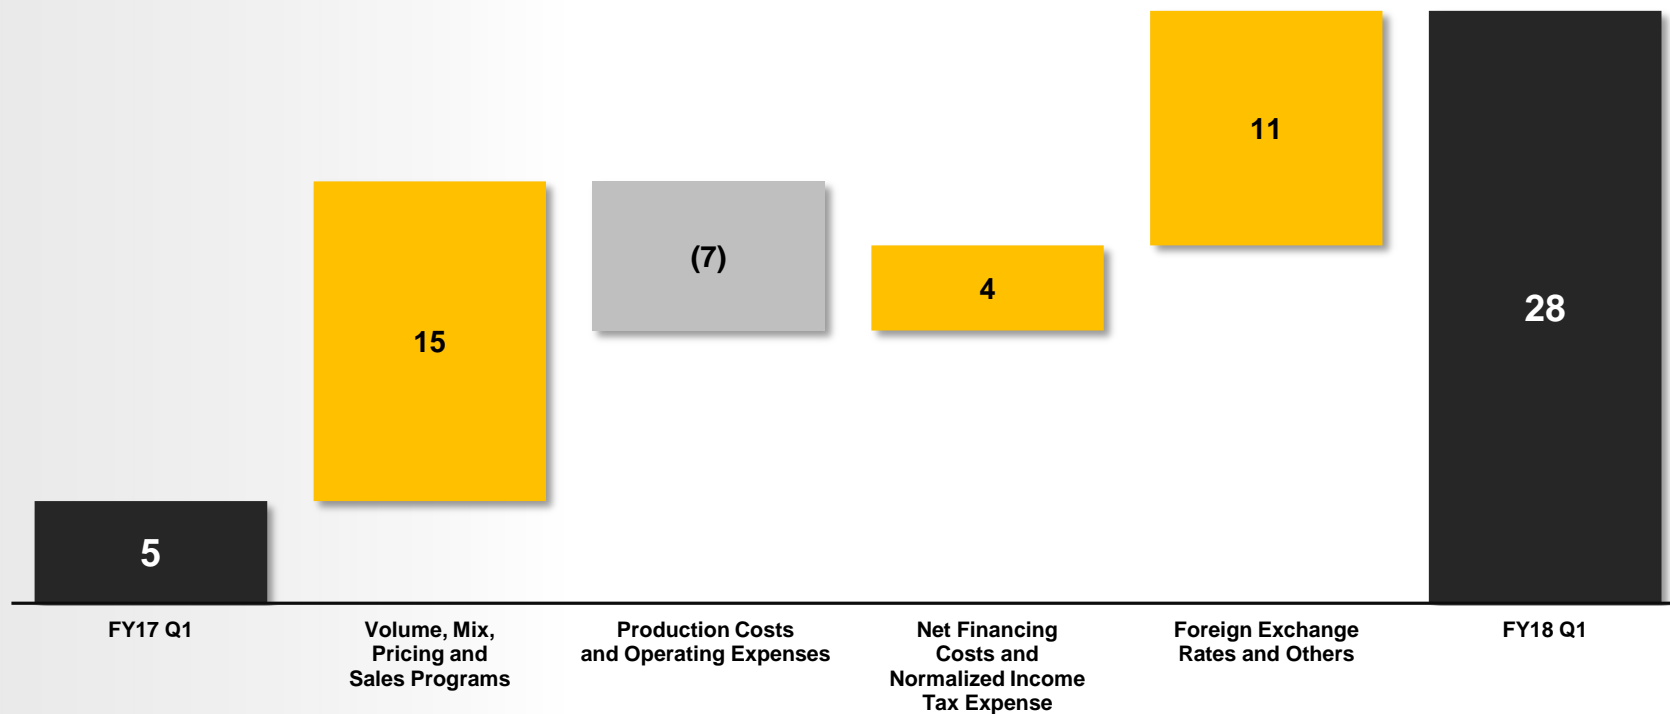 11
(7)
4
28
15
5
FY17 Q1
Volume, Mix,
Pricing and
Sales Programs
Production Costs
and Operating Expenses
Net Financing
Costs and
Normalized Income
Tax Expense
Foreign Exchange
Rates and Others
FY18 Q1